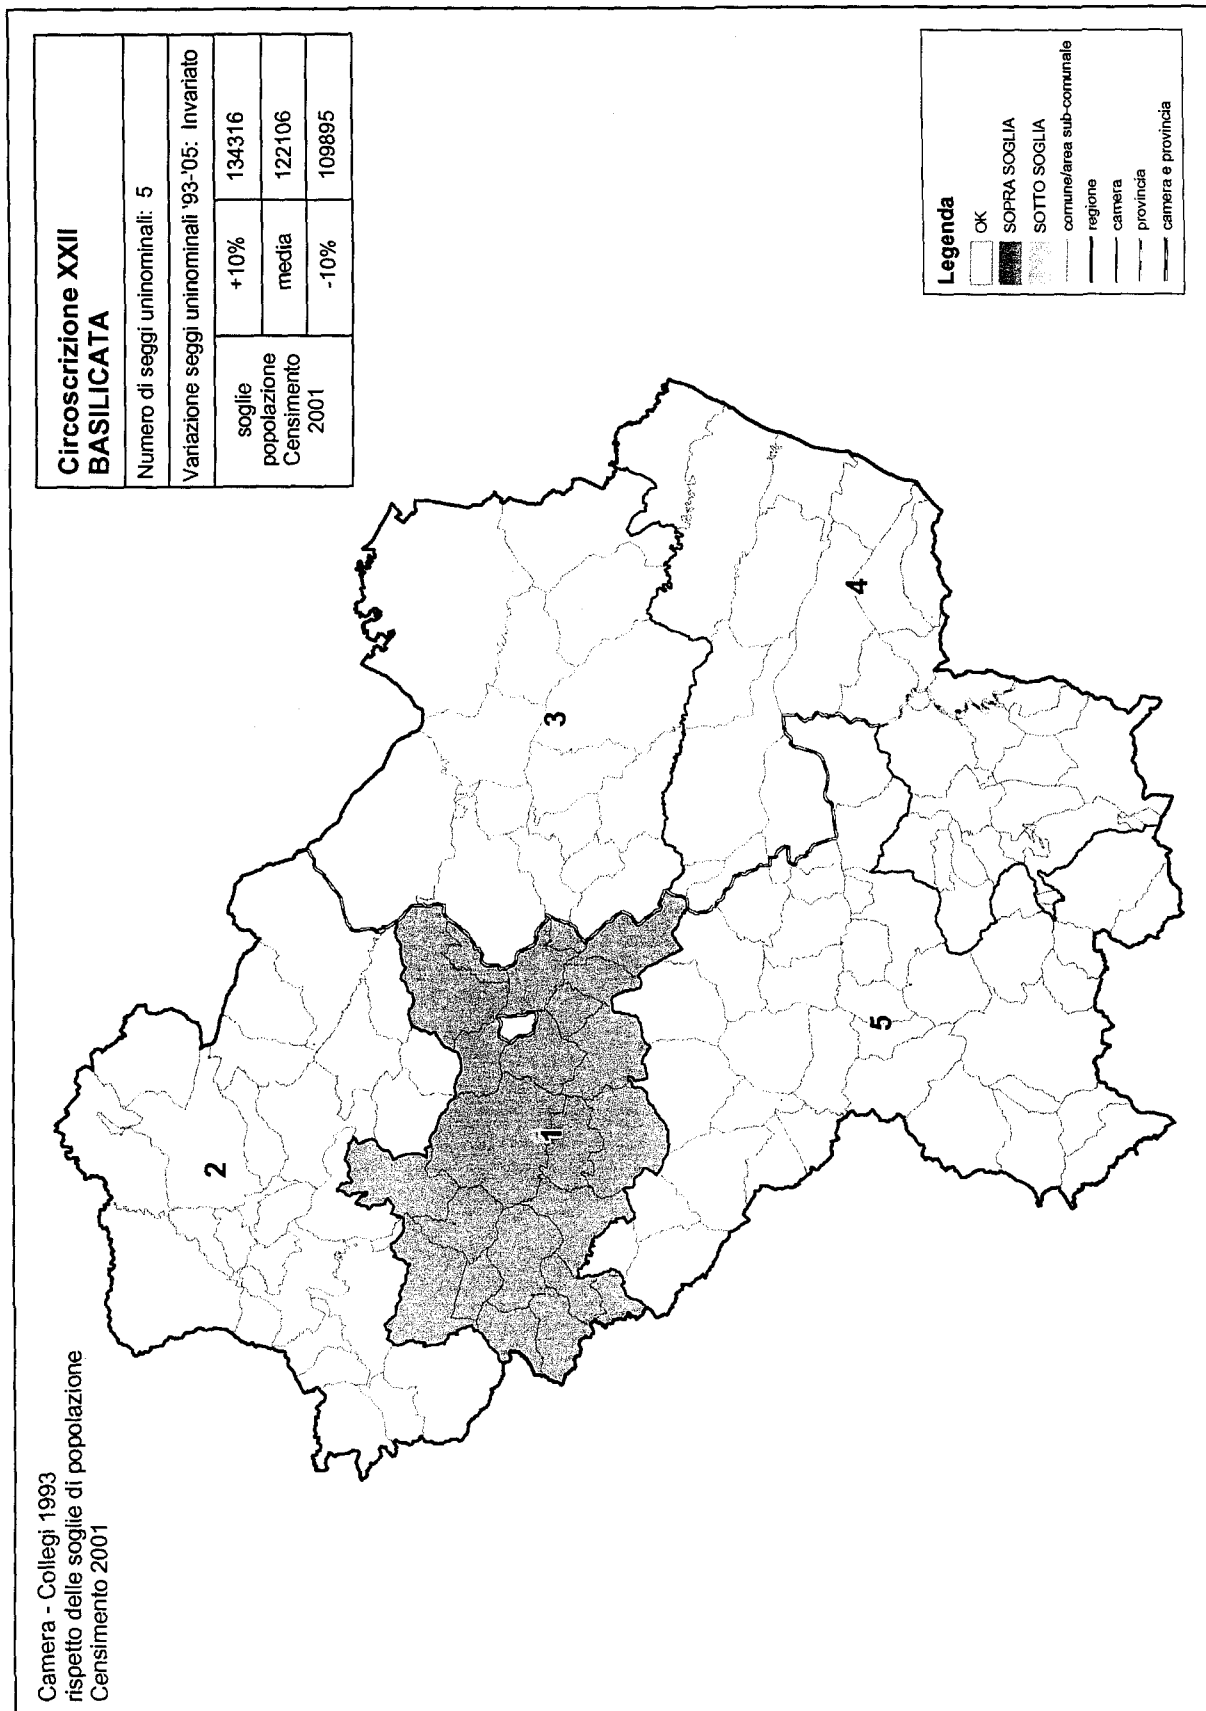 Camera - Collegi 1993
rispetto delle soglie di popolazione
Censimento 2001
Circoscrizione XXII
BASILICATA
Numero di seggi uninominali: 5
Variazione seggi uninominali '93-'05: Invariato
soglie
popolazione
Censimento
2001
+10%
134316
media
122106
-10%
109895
2
1
3
5
4
Legenda
OK
SOPRA SOGLIA
SOTTO SOGLIA
comune/area sub-comunale
regione
camera
provincia
camera e provincia